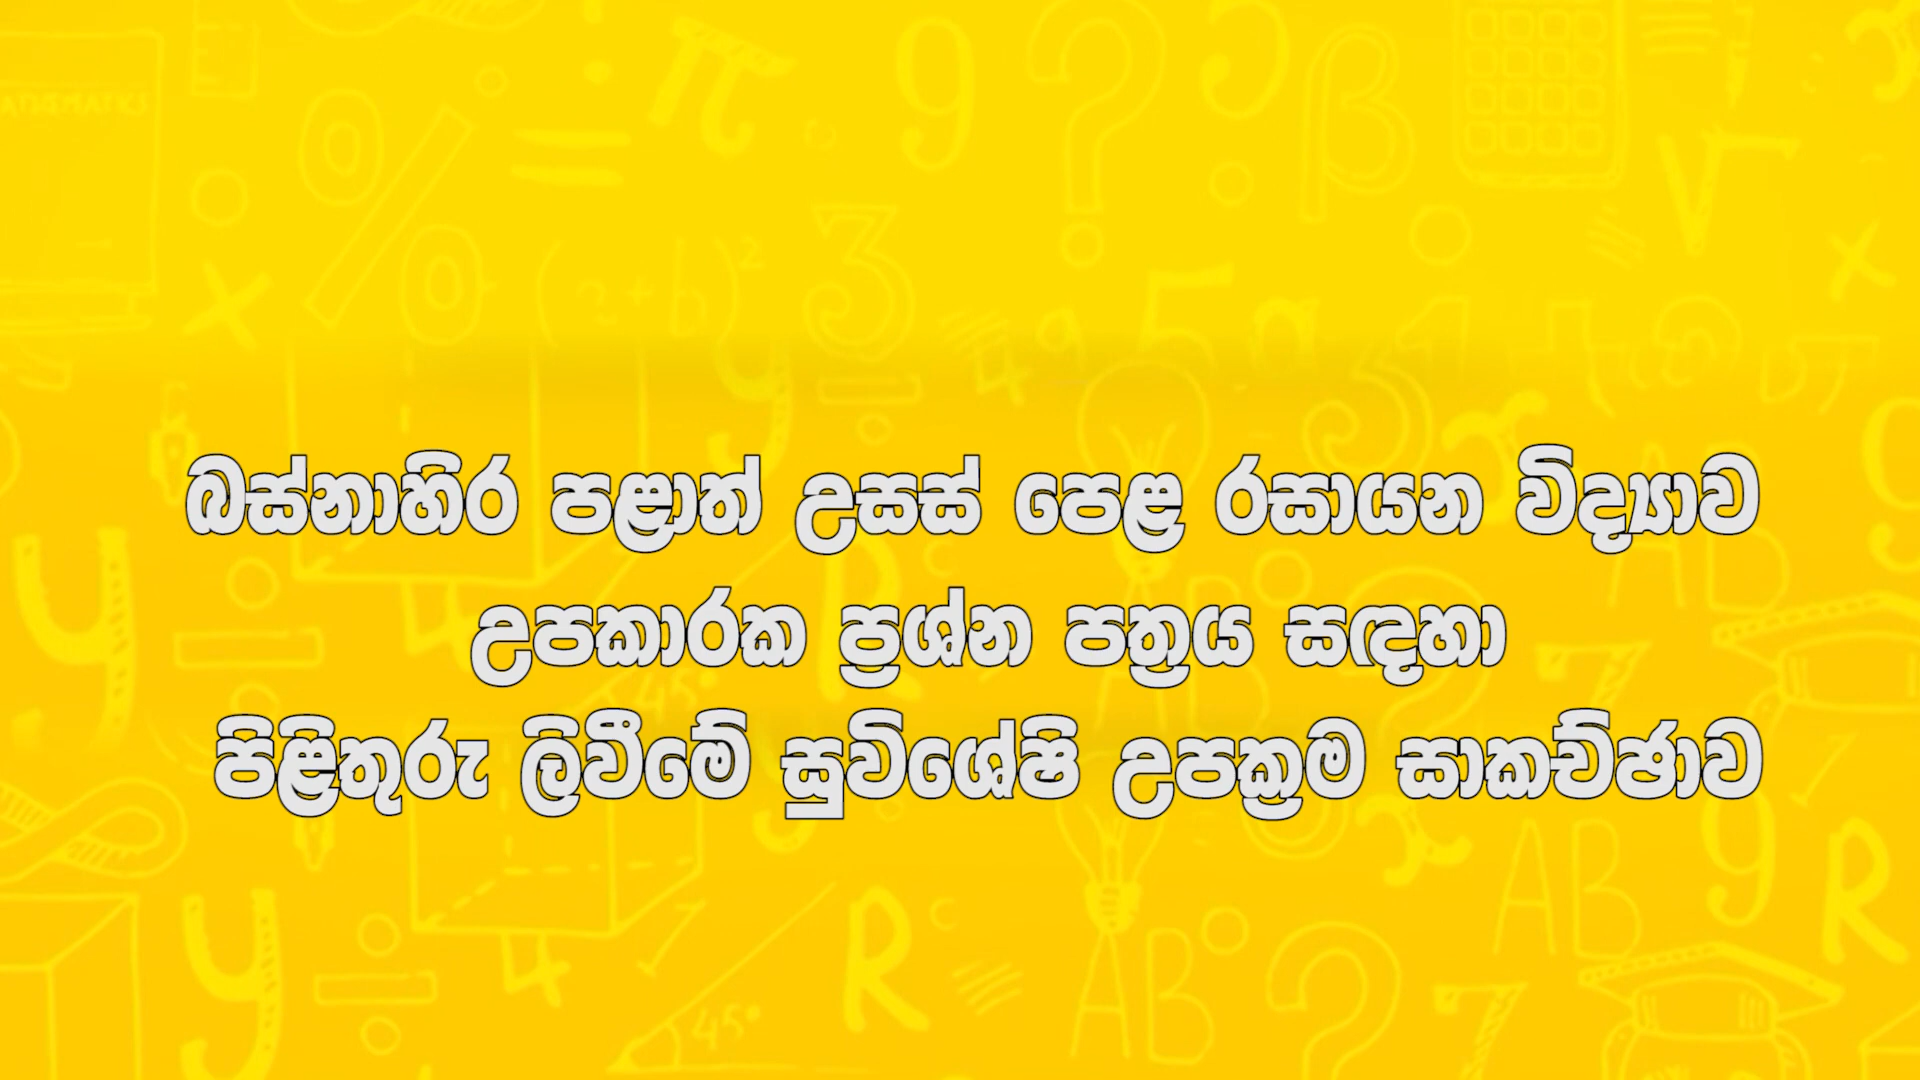 බස්නාහිර පළාත් උසස් පෙළ රසායන විද්‍යාව
උපකාරක ප්‍රශ්න පත්‍රය සඳහා
පිළිතුරු ලිවීමේ සුවිශේෂි උපක්‍රම සාකච්ඡාව